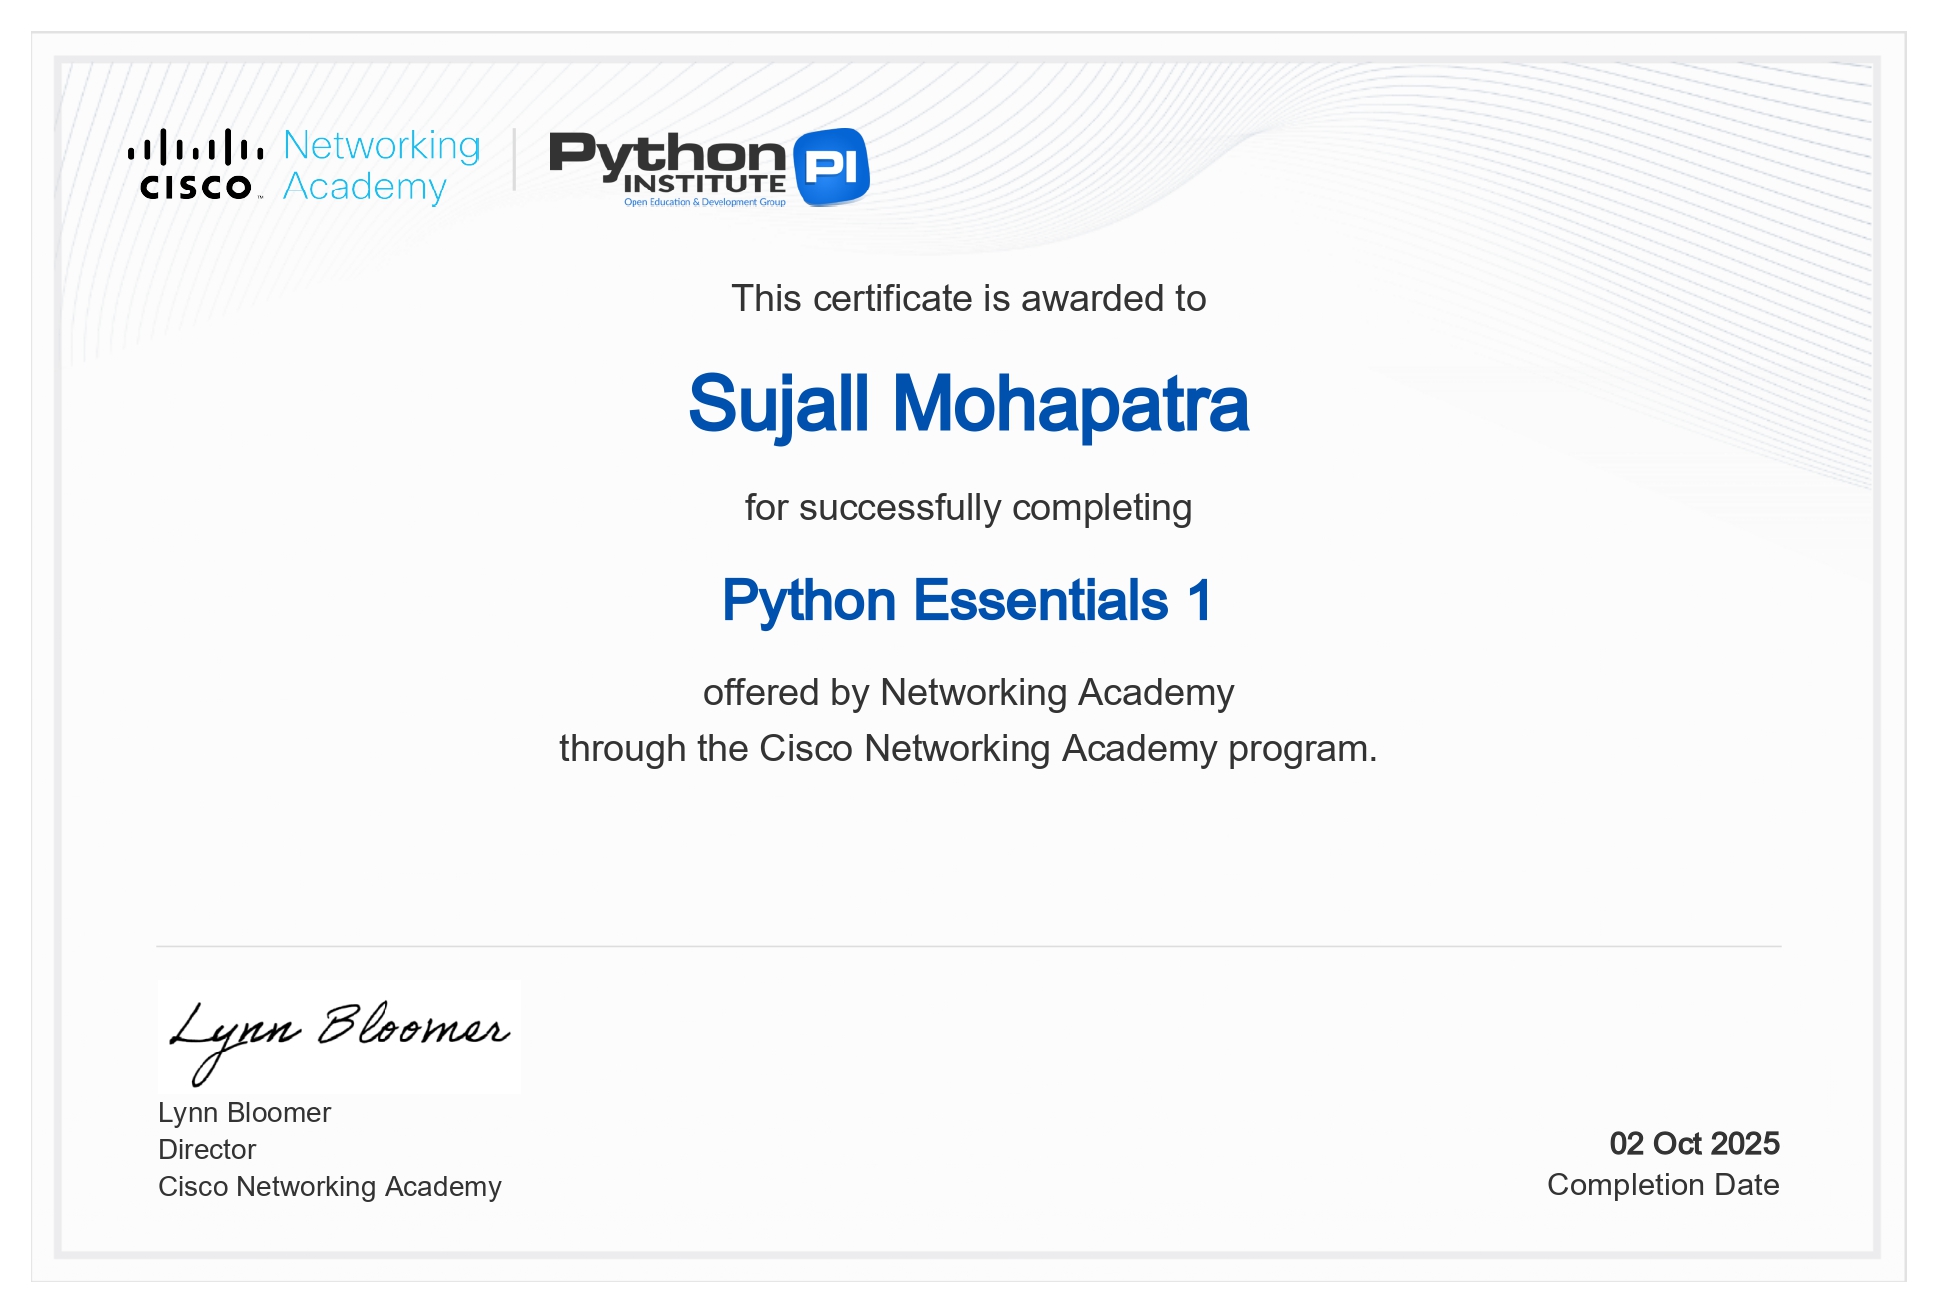 Networking
Academy
CISCO™
Python
INSTITUTE
Open Education & Development Group
PI
This certificate is awarded to
Sujall Mohapatra
for successfully completing
Python Essentials 1
offered by Networking Academy
through the Cisco Networking Academy program.
Lynn Bloomer
Lynn Bloomer
Director
Cisco Networking Academy
02 Oct 2025
Completion Date